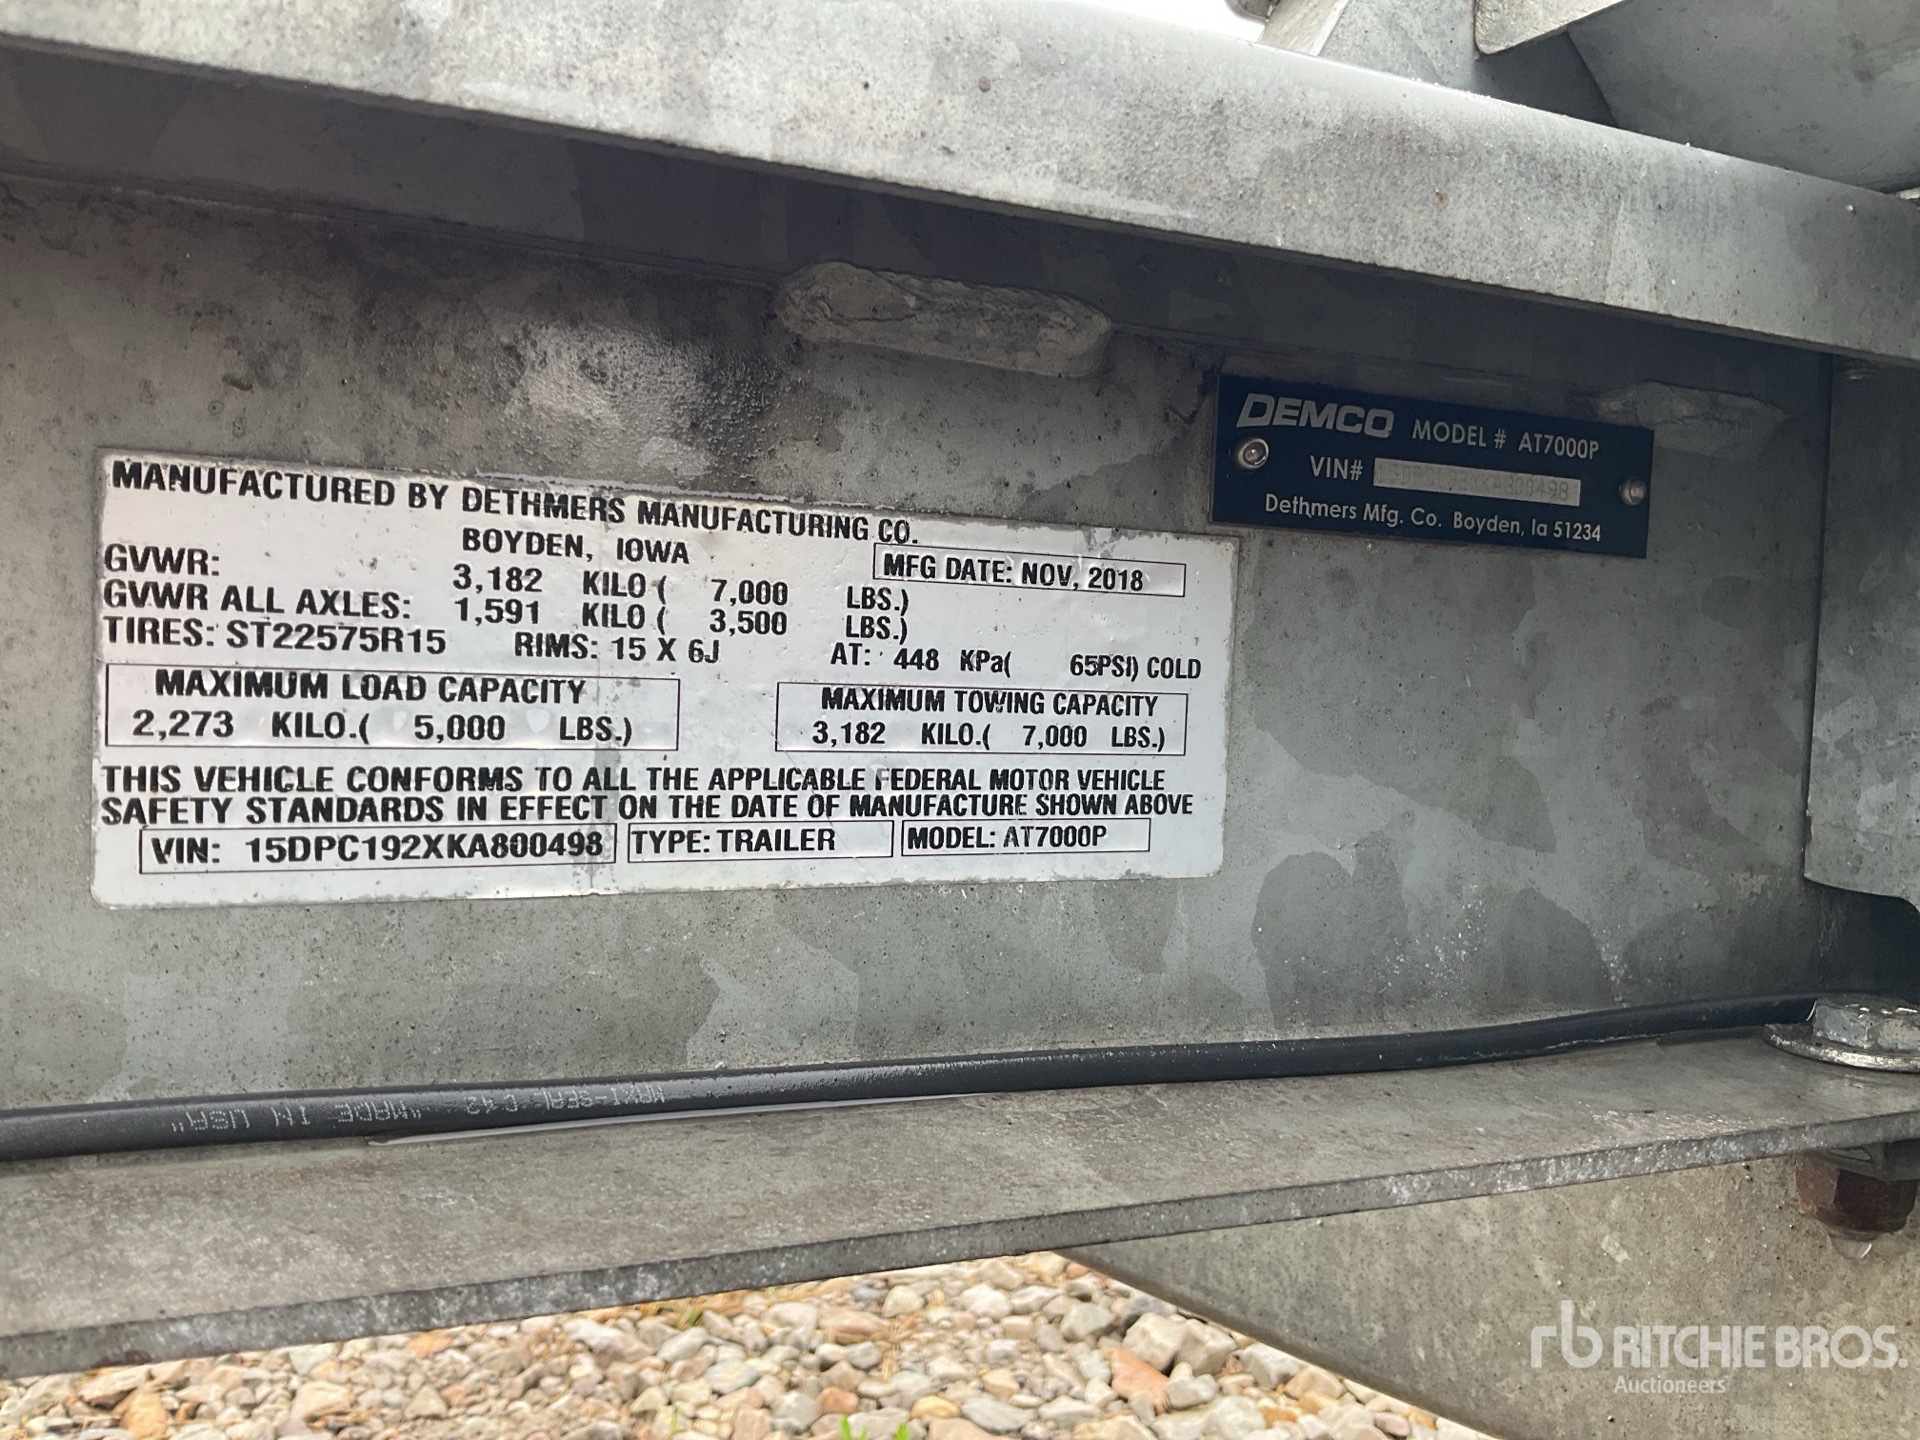 MANUFACTURED BY DETHMERS MANUFACTURING CO.
BOYDEN, IOWA
MFG DATE: NOV, 2018
GVWR: 3,182 KILO ( 7,000 LBS.)
GVWR ALL AXLES: 1,591 KILO ( 3,500 LBS.)
TIRES: ST22575R15 RIMS: 15 X 6J AT: 448 KPa( 65PSI) COLD
MAXIMUM LOAD CAPACITY
2,273 KILO.( 5,000 LBS.)
MAXIMUM TOWING CAPACITY
3,182 KILO.( 7,000 LBS.)
THIS VEHICLE CONFORMS TO ALL THE APPLICABLE FEDERAL MOTOR VEHICLE
SAFETY STANDARDS IN EFFECT ON THE DATE OF MANUFACTURE SHOWN ABOVE
VIN: 15DPC192XKA800498 TYPE: TRAILER MODEL: AT7000P
DEMCO MODEL # AT7000P
VIN# 15DPC192XKA800498
Dethmers Mfg. Co. Boyden, Ia 51234
MAXI-SEAL C-42 "MADE IN USA"
rb RITCHIE BROS.
Auctioneers